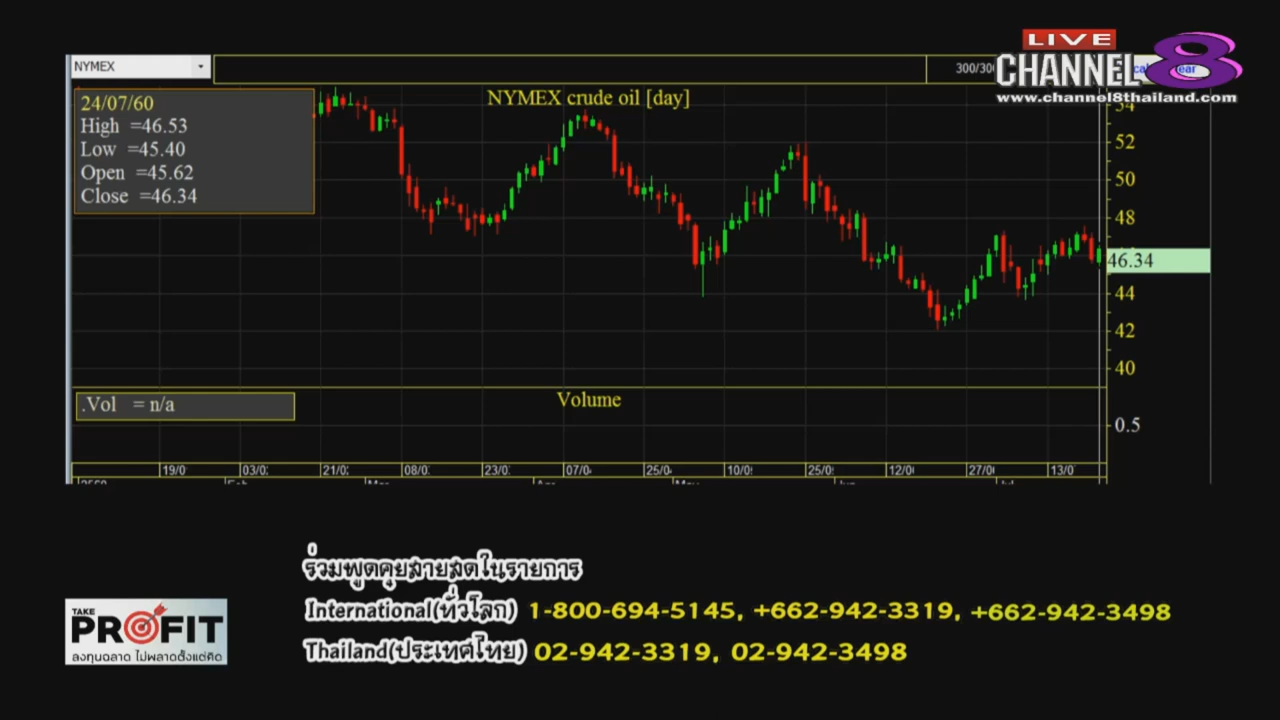 LIVE
CHANNEL 8
www.channel8thailand.com
NYMEX
300/300
24/07/60
High =46.53
Low =45.40
Open =45.62
Close =46.34
NYMEX crude oil [day]
54
52
50
48
46.34
44
42
40
.Vol = n/a
Volume
0.5
19/0
03/0
21/0
08/0
23/0
07/0
25/0
10/0
25/0
12/0
27/0
13/0
ร่วมพูดคุยสายสดในรายการ
International(ทั่วโลก) 1-800-694-5145, +662-942-3319, +662-942-3498
Thailand(ประเทศไทย) 02-942-3319, 02-942-3498
TAKE
PROFIT
ลงทุนฉลาด ไม่พลาดตั้งแต่คิด